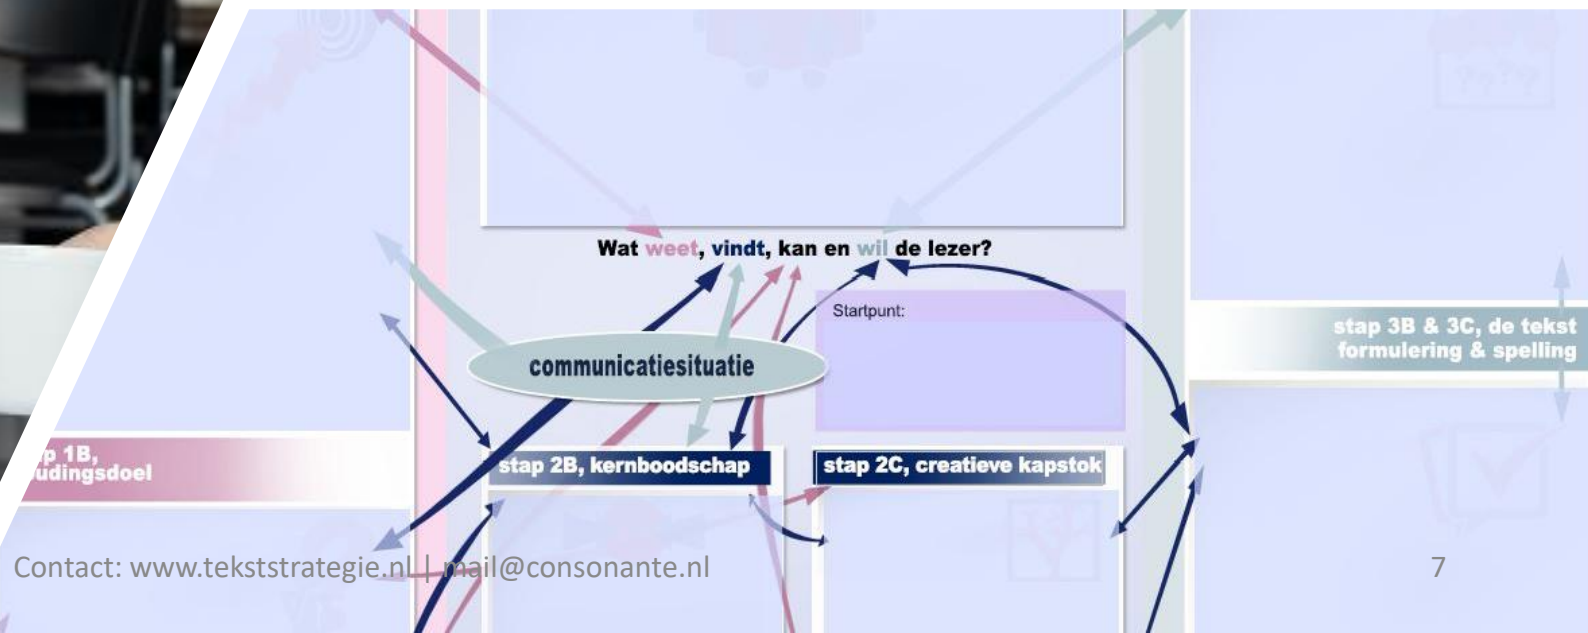 Wat weet, vindt, kan en wil de lezer?
Startpunt:
communicatiesituatie
stap 3B & 3C, de tekst
formulering & spelling
1B,
stap 2B, kernboodschap
stap 2C, creatieve kapstok
Contact: www.tekststrategie.nl | mail@consonante.nl
7